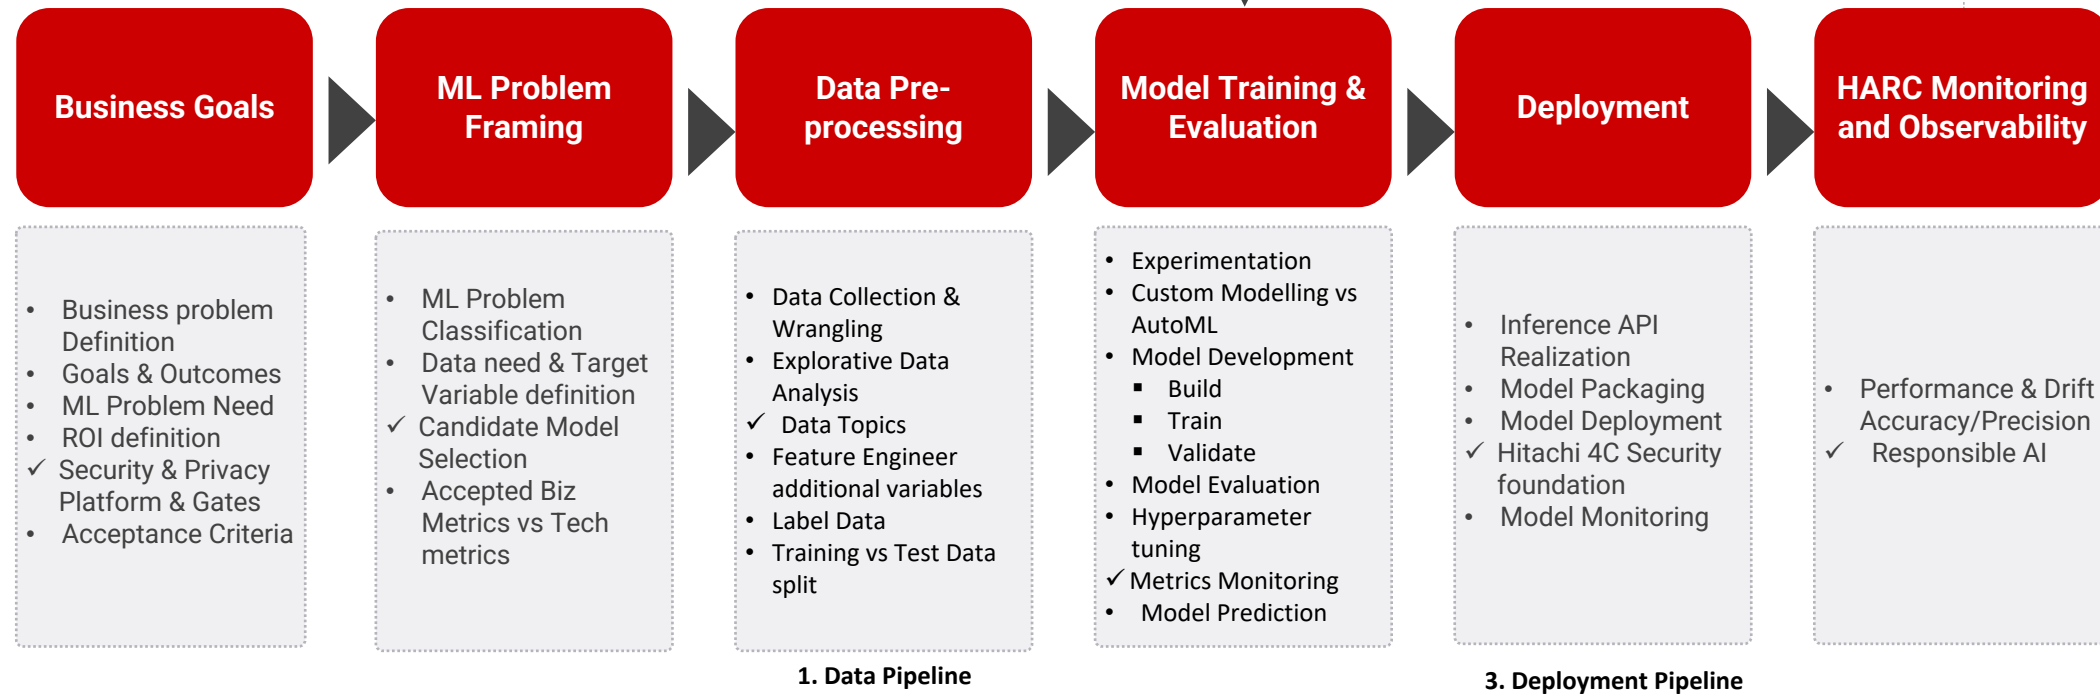 Business Goals
ML Problem
Framing
Data Pre-
processing
Model Training &
Evaluation
Deployment
HARC Monitoring
and Observability
• Business problem
Definition
• Goals & Outcomes
• ML Problem Need
• ROI definition
✓ Security & Privacy
Platform & Gates
• Acceptance Criteria
• ML Problem
Classification
• Data need & Target
Variable definition
✓ Candidate Model
Selection
• Accepted Biz
Metrics vs Tech
metrics
• Data Collection &
Wrangling
• Explorative Data
Analysis
✓ Data Topics
• Feature Engineer
additional variables
• Label Data
• Training vs Test Data
split
• Experimentation
• Custom Modelling vs
AutoML
• Model Development
▪ Build
▪ Train
▪ Validate
• Model Evaluation
• Hyperparameter
tuning
✓ Metrics Monitoring
• Model Prediction
• Inference API
Realization
• Model Packaging
• Model Deployment
✓ Hitachi 4C Security
foundation
• Model Monitoring
• Performance & Drift
Accuracy/Precision
✓ Responsible AI
1. Data Pipeline
3. Deployment Pipeline